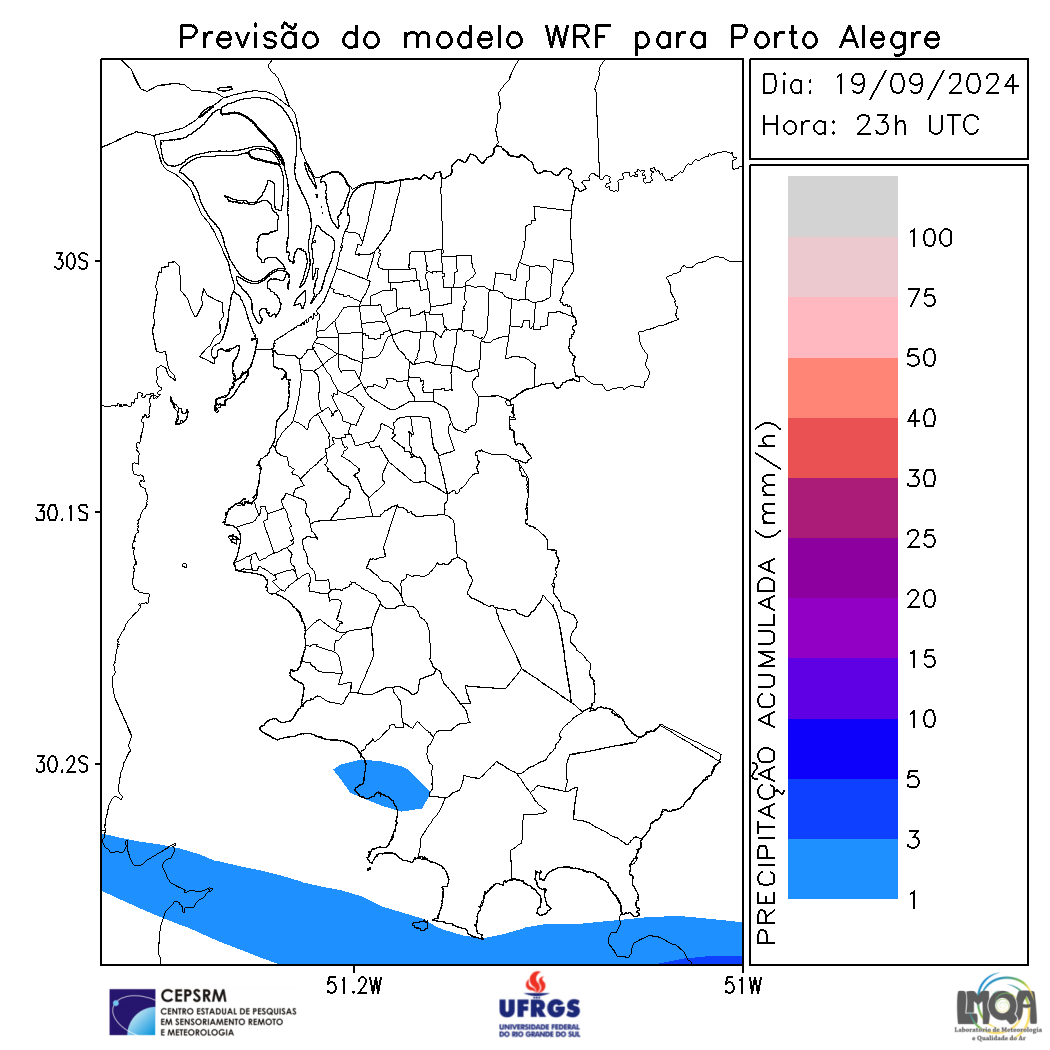 Previsão do modelo WRF para Porto Alegre
Dia: 19/09/2024
Hora: 23h UTC
30S
30.1S
30.2S
51.2W
51W
PRECIPITAÇÃO ACUMULADA (mm/h)
100
75
50
40
30
25
20
15
10
5
3
1
CEPSRM
CENTRO ESTADUAL DE PESQUISAS
EM SENSORIAMENTO REMOTO
E METEOROLOGIA
UFRGS
UNIVERSIDADE FEDERAL
DO RIO GRANDE DO SUL
LMQA
Laboratório de Meteorologia
e Qualidade do Ar